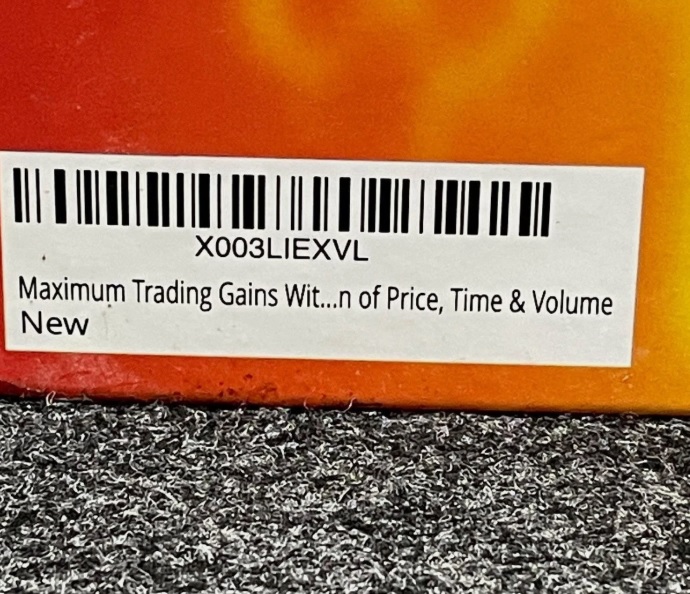 X003LIEXVL
Maximum Trading Gains Wit...n of Price, Time & Volume
New